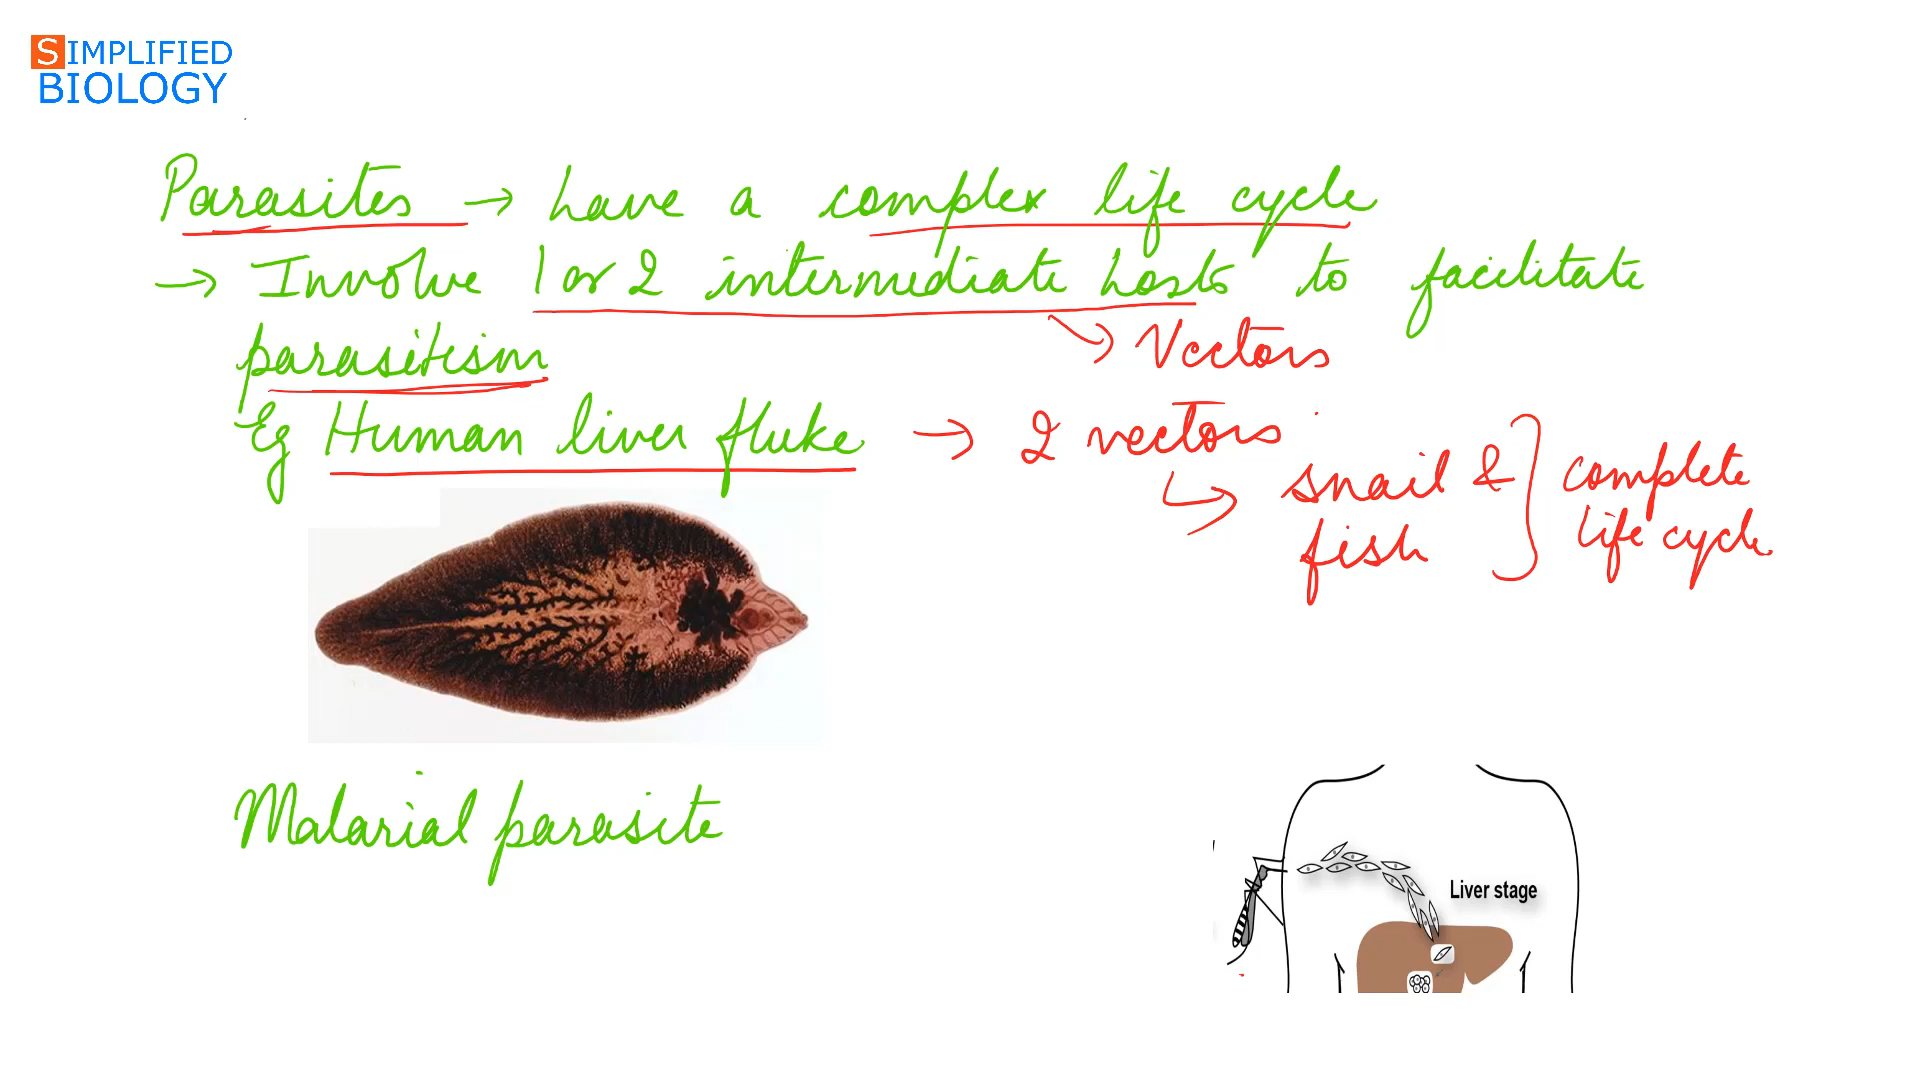 SIMPLIFIED
BIOLOGY
Parasites → have a complex life cycle
→ Involve 1 or 2 intermediate hosts to facilitate
parasitism
→ Vectors
Eg Human liver fluke → 2 vectors
↳ snail &
fish
complete
life cycle
Malarial parasite
Liver stage